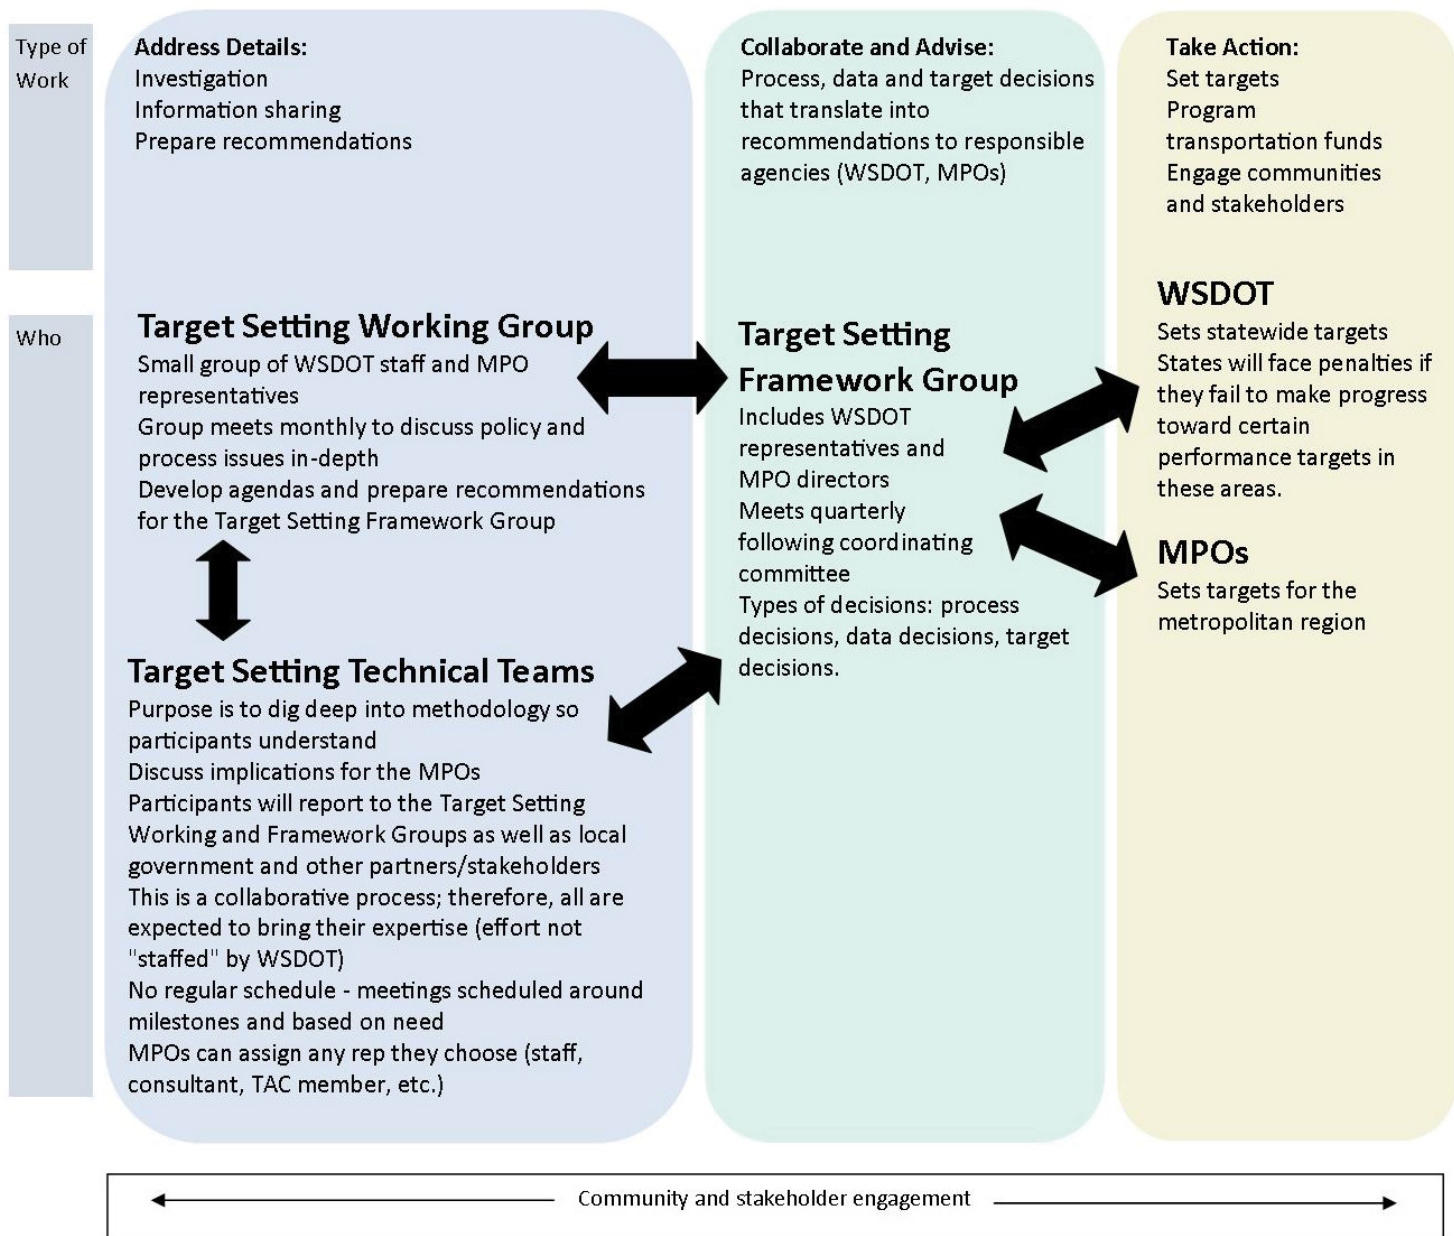 Type of
Work
Address Details:
Investigation
Information sharing
Prepare recommendations
Collaborate and Advise:
Process, data and target decisions
that translate into
recommendations to responsible
agencies (WSDOT, MPOs)
Take Action:
Set targets
Program
transportation funds
Engage communities
and stakeholders
Who
Target Setting Working Group
Small group of WSDOT staff and MPO
representatives
Group meets monthly to discuss policy and
process issues in-depth
Develop agendas and prepare recommendations
for the Target Setting Framework Group
Target Setting Technical Teams
Purpose is to dig deep into methodology so
participants understand
Discuss implications for the MPOs
Participants will report to the Target Setting
Working and Framework Groups as well as local
government and other partners/stakeholders
This is a collaborative process; therefore, all are
expected to bring their expertise (effort not
"staffed" by WSDOT)
No regular schedule - meetings scheduled around
milestones and based on need
MPOs can assign any rep they choose (staff,
consultant, TAC member, etc.)
Target Setting
Framework Group
Includes WSDOT
representatives and
MPO directors
Meets quarterly
following coordinating
committee
Types of decisions: process
decisions, data decisions, target
decisions.
WSDOT
Sets statewide targets
States will face penalties if
they fail to make progress
toward certain
performance targets in
these areas.
MPOs
Sets targets for the
metropolitan region
Community and stakeholder engagement